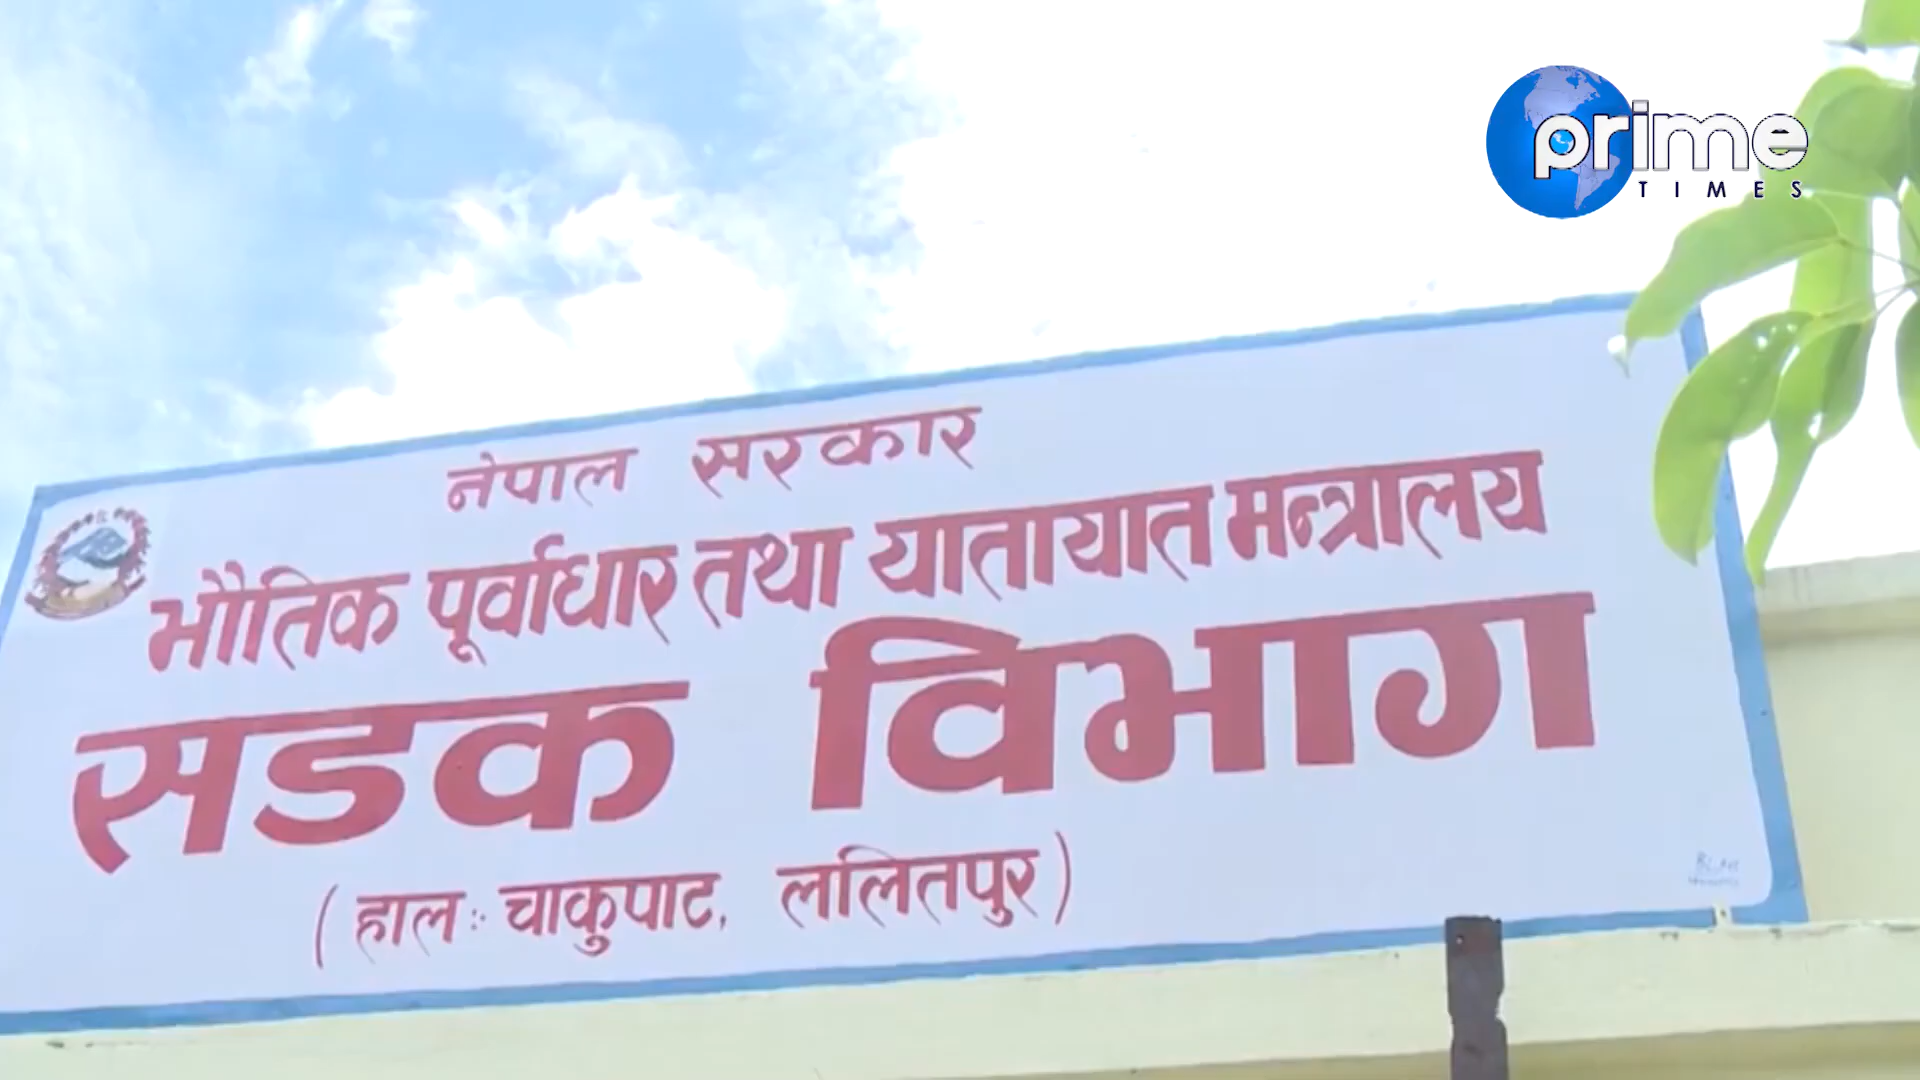 prime
TIMES
नेपाल सरकार
भौतिक पूर्वाधार तथा यातायात मन्त्रालय
सडक विभाग
(हालः चाकुपाट, ललितपुर)